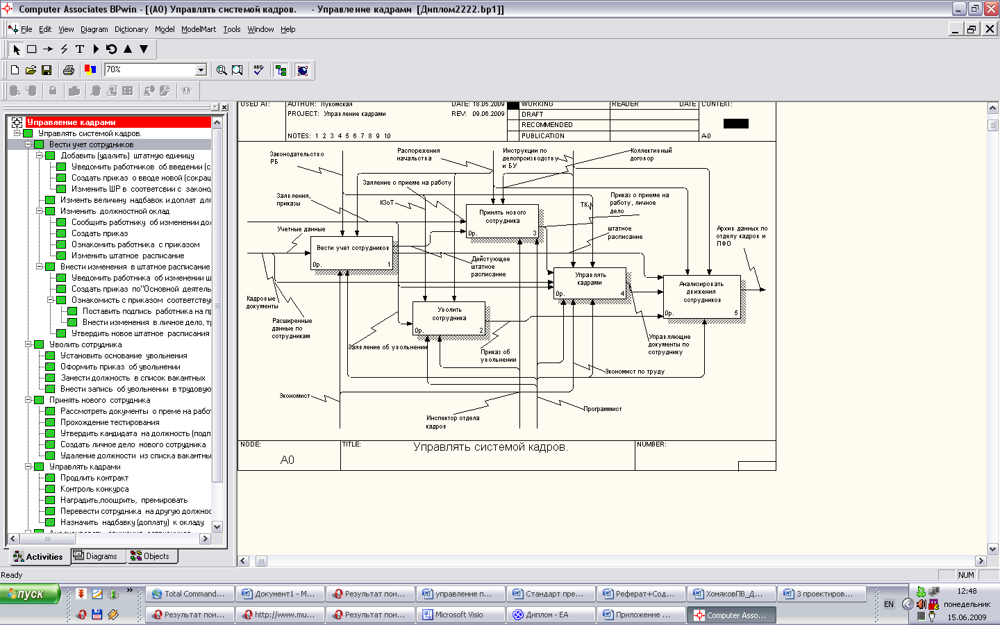 Computer Associates BPwin - [(A0) Управлять системой кадров.      - Управление кадрами  [Диплом2222.bp1]]
File Edit View Diagram Dictionary Model ModelMart Tools Window Help
70%
Управление кадрами
Управлять системой кадров.
Вести учет сотрудников
Добавить (удалить)  штатную единицу
Уведомить работников  об введении (с
Создать приказ  о вводе новой (сокращ
Изменить ШР в  соответсвии с  законод
Изменть величину  надбавок и доплат  для
Изменить  должностной оклад
Сообщить работнику  об изменении дол
Создать приказ
Ознакомить работника  с приказом
Изменить штатное  расписание
Внести изменения  в штатное расписание
Уведомить работника  об изменении ш
Создать приказ  по"Основной  деятель
Ознакомисть с приказом  соответству
Поставить подпись  работника на пр
Внести изменения  в личное дело, тр
Утвердить новое штатное  расписания
Уволить сотрудника
Установить основание  увольнения
Оформить приказ  об увольнении
Занести должность  в список вакантных
Внести запись  об увольнении  в трудовую
Принять нового  сотрудника
Рассмотреть документы  о преме на рабо
Прохождение тестирования
Утвердить кандидата  на должность (подп
Создать личное дело  нового сотрудника
Удаление должности  из списка вакантны
Управлять кадрами
Продлить контракт
Контроль конкурса
Наградить,поощрить,  премировать
Перевести сотрудника  на другую должнос
Назначить  надбавку (доплату)  к окладу
Activities Diagrams Objects
USED AT: AUTHOR:  Лукомская DATE: 18.05.2009 WORKING READER DATE CONTEXT:
PROJECT:  Управление кадрами REV:  09.06.2009 DRAFT
RECOMMENDED
NOTES:  1  2  3  4  5  6  7  8  9  10 PUBLICATION A-0
Законодательство
РБ
Распорежения
начальства
Инструкции по
делопроизводству
и БУ
Коллективный
договор
Заяление о приеме на работу
Заявления,
приказы
КЗоТ
ТК
Приказ о приеме на
работу, личное
дело
Принять нового
сотрудника
0р. 3
Учетные данные
штатное
расписание
Архив данных по
отделу кадров и
ПФО
Вести учет сотрудников
0р. 1
Дейстующее
штатное
расписание
Управлять
кадрами
0р. 4
Анализировать
движения
сотрудников
0р. 5
Кадровые
документы
Уволить
сотрудника
0р. 2
Расширенные
данные по
сотрудникам
Заявление об увольнении
Приказ об
увольнении
Управляющие
документы по
сотруднику
Экономист по труду
Экономист
Программист
Инспектор отдела
кадров
NODE: TITLE: NUMBER:
A0 Управлять системой кадров.
Ready NUM
пуск Total Command... Документ1 - M... Результат пои... управление п... Стандарт пре... Реферат+Сод... ХомяковПВ_Д... 3 проектиров... 12:48
EN понедельник
Результат пои... http://www.mu... Результат пои... Microsoft Visio Диплом - EA Приложение ... Computer Asso... 15.06.2009